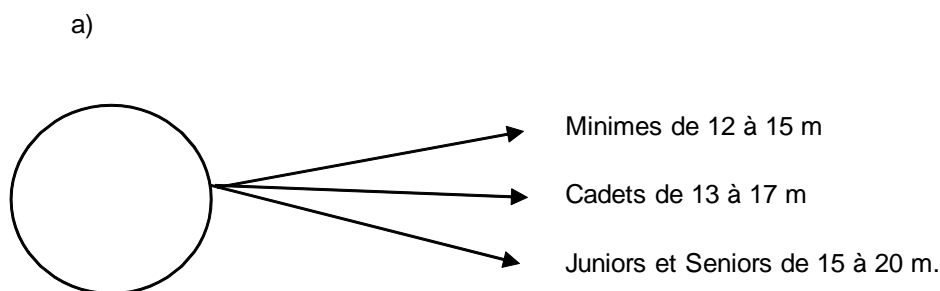 a)
Minimes de 12 à 15 m
Cadets de 13 à 17 m
Juniors et Seniors de 15 à 20 m.